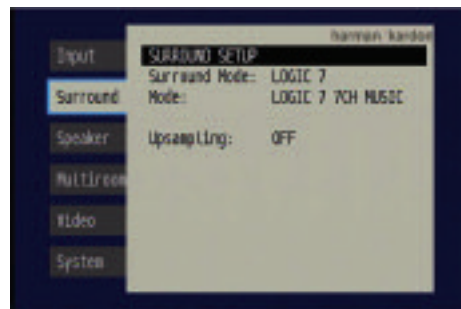 harman kardon
Input
SURROUND SETUP
Surround Mode: LOGIC 7
Surround
Mode: LOGIC 7 7CH MUSIC
Speaker
Upsampling: OFF
Multiroom
Video
System